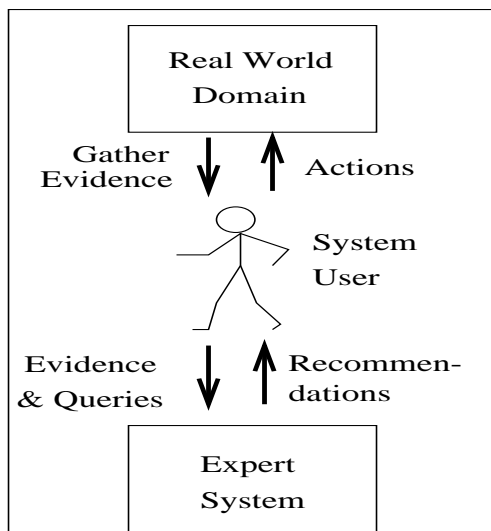 Real World
Domain
Gather
Evidence
Actions
System
User
Evidence
& Queries
Recommen-
dations
Expert
System